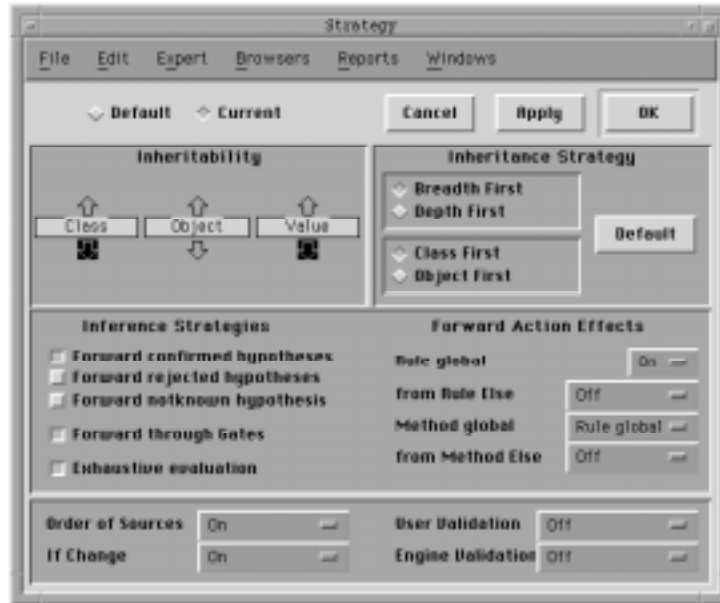 Strategy
File Edit Expert Browsers Reports Windows
Default Current Cancel Apply OK
Inheritability
Class Object Value
Inheritance Strategy
Breadth First
Depth First
Default
Class First
Object First
Inference Strategies
Forward confirmed hypotheses
Forward rejected hypotheses
Forward notknown hypothesis
Forward through Gates
Exhaustive evaluation
Forward Action Effects
Rule global On
from Rule Else Off
Method global Rule global
from Method Else Off
Order of Sources On
If Change On
User Validation Off
Engine Validation Off